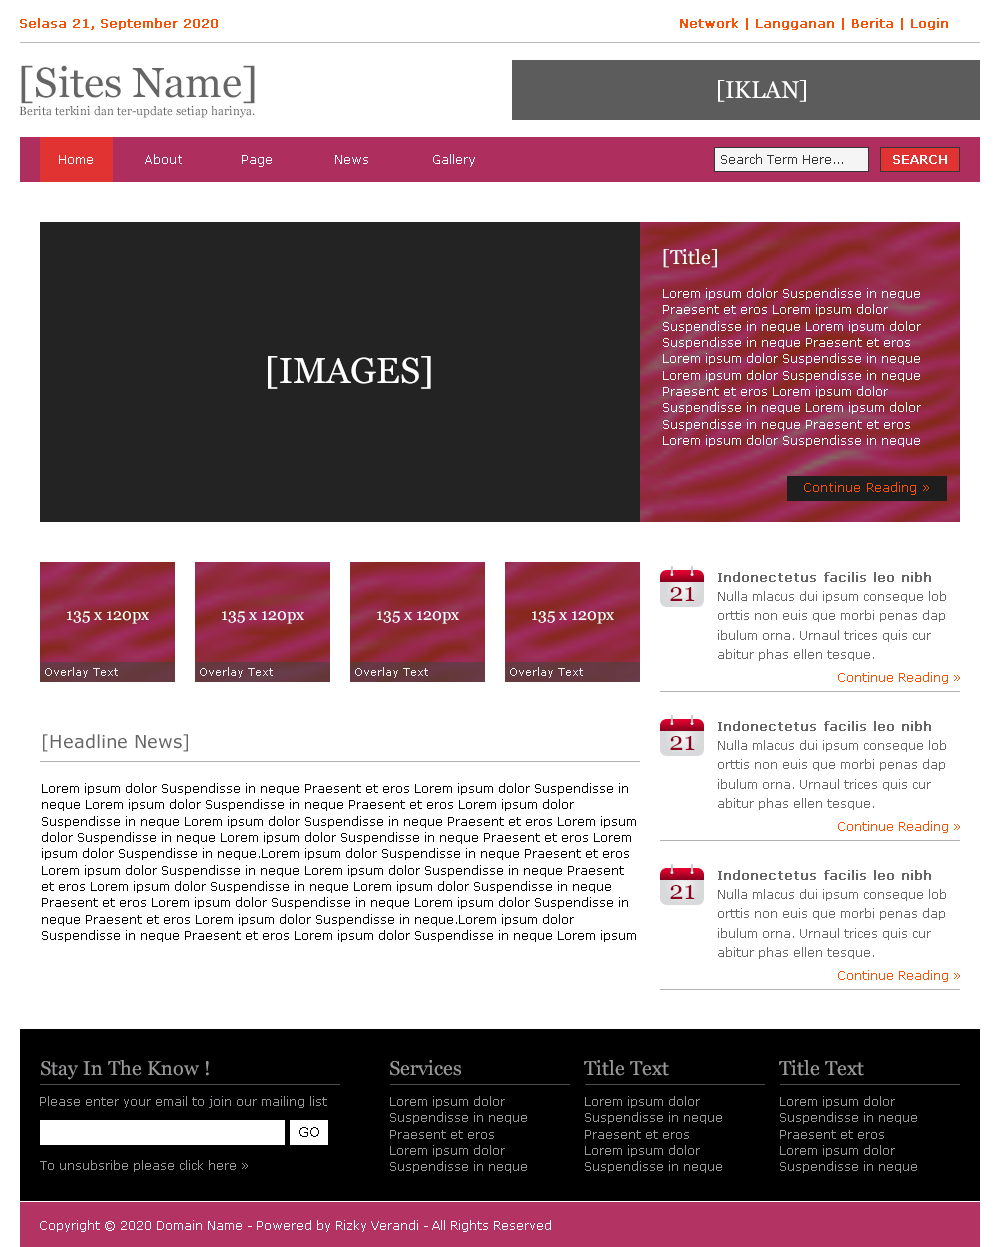 Selasa 21, September 2020
Network | Langganan | Berita | Login
[Sites Name]
Berita terkini dan ter-update setiap harinya.
[IKLAN]
Home About Page News Gallery
Search Term Here...
SEARCH
[IMAGES]
[Title]
Lorem ipsum dolor Suspendisse in neque
Praesent et eros Lorem ipsum dolor
Suspendisse in neque Lorem ipsum dolor
Suspendisse in neque Praesent et eros
Lorem ipsum dolor Suspendisse in neque
Lorem ipsum dolor Suspendisse in neque
Praesent et eros Lorem ipsum dolor
Suspendisse in neque Lorem ipsum dolor
Suspendisse in neque Praesent et eros
Lorem ipsum dolor Suspendisse in neque
Continue Reading »
135 x 120px
Overlay Text
135 x 120px
Overlay Text
135 x 120px
Overlay Text
135 x 120px
Overlay Text
[Headline News]
Lorem ipsum dolor Suspendisse in neque Praesent et eros Lorem ipsum dolor Suspendisse in
neque Lorem ipsum dolor Suspendisse in neque Praesent et eros Lorem ipsum dolor
Suspendisse in neque Lorem ipsum dolor Suspendisse in neque Praesent et eros Lorem ipsum
dolor Suspendisse in neque Lorem ipsum dolor Suspendisse in neque Praesent et eros Lorem
ipsum dolor Suspendisse in neque.Lorem ipsum dolor Suspendisse in neque Praesent et eros
Lorem ipsum dolor Suspendisse in neque Lorem ipsum dolor Suspendisse in neque Praesent
et eros Lorem ipsum dolor Suspendisse in neque Lorem ipsum dolor Suspendisse in neque
Praesent et eros Lorem ipsum dolor Suspendisse in neque Lorem ipsum dolor Suspendisse in
neque Praesent et eros Lorem ipsum dolor Suspendisse in neque.Lorem ipsum dolor
Suspendisse in neque Praesent et eros Lorem ipsum dolor Suspendisse in neque Lorem ipsum
21
Indonectetus facilis leo nibh
Nulla mlacus dui ipsum conseque lob
orttis non euis que morbi penas dap
ibulum orna. Urnaul trices quis cur
abitur phas ellen tesque.
Continue Reading »
21
Indonectetus facilis leo nibh
Nulla mlacus dui ipsum conseque lob
orttis non euis que morbi penas dap
ibulum orna. Urnaul trices quis cur
abitur phas ellen tesque.
Continue Reading »
21
Indonectetus facilis leo nibh
Nulla mlacus dui ipsum conseque lob
orttis non euis que morbi penas dap
ibulum orna. Urnaul trices quis cur
abitur phas ellen tesque.
Continue Reading »
Stay In The Know !
Please enter your email to join our mailing list
GO
To unsubsribe please click here »
Services
Lorem ipsum dolor
Suspendisse in neque
Praesent et eros
Lorem ipsum dolor
Suspendisse in neque
Title Text
Lorem ipsum dolor
Suspendisse in neque
Praesent et eros
Lorem ipsum dolor
Suspendisse in neque
Title Text
Lorem ipsum dolor
Suspendisse in neque
Praesent et eros
Lorem ipsum dolor
Suspendisse in neque
Copyright © 2020 Domain Name - Powered by Rizky Verandi - All Rights Reserved